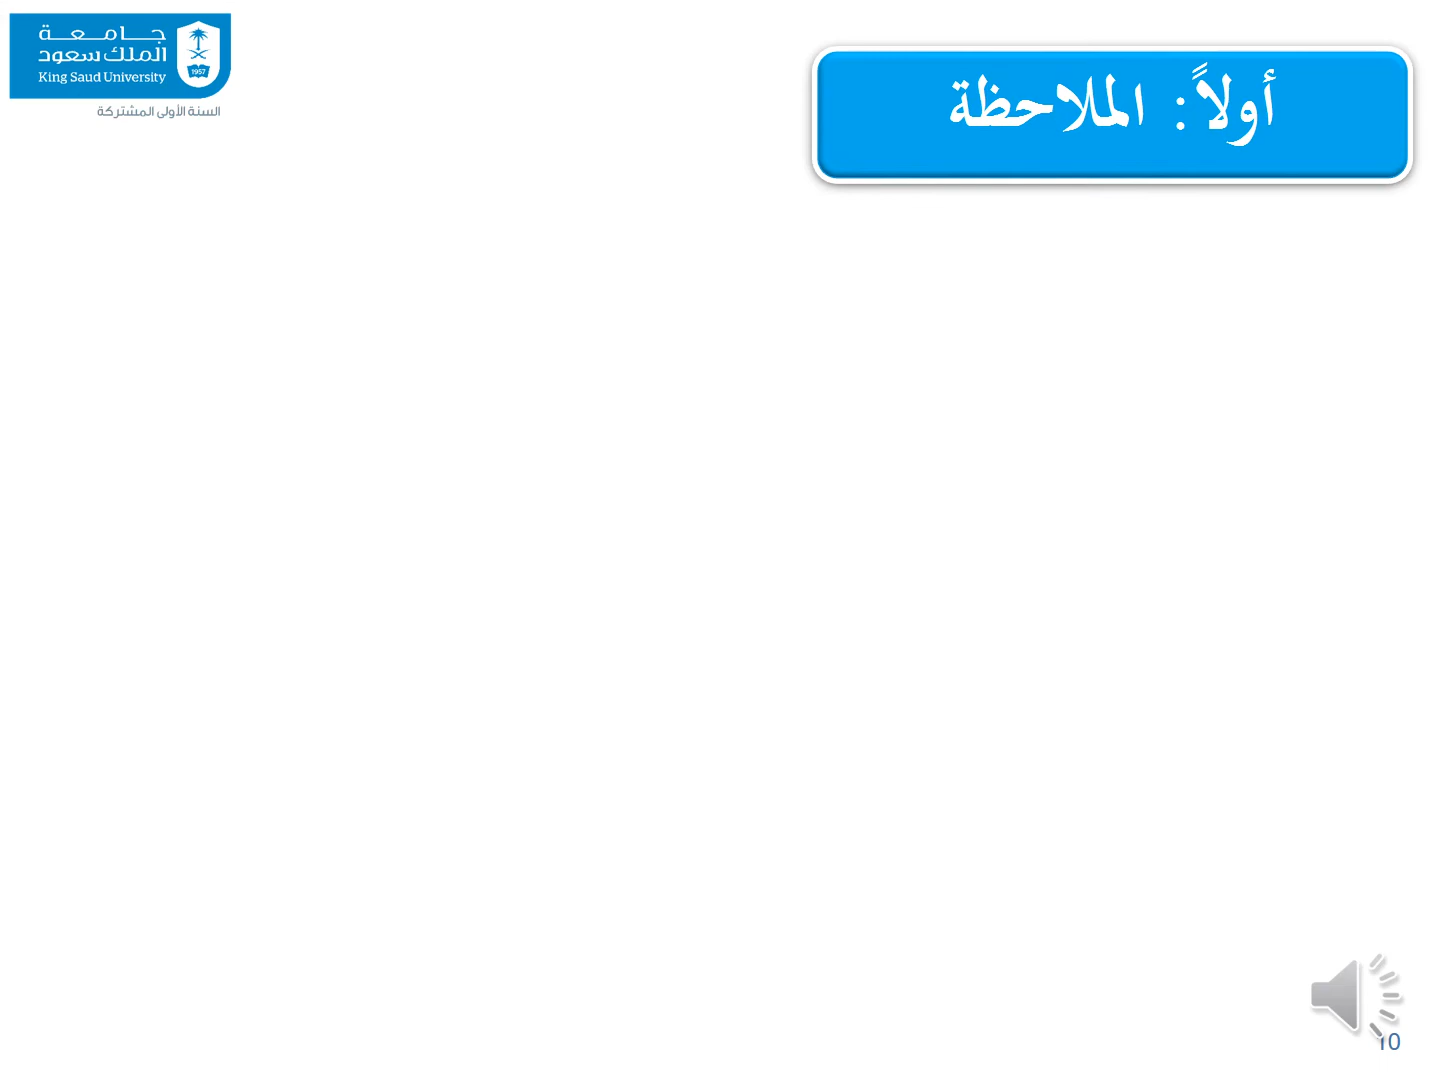 جامعة
الملك سعود
King Saud University
1957
السنة الأولى المشتركة
أولاً: الملاحظة
10